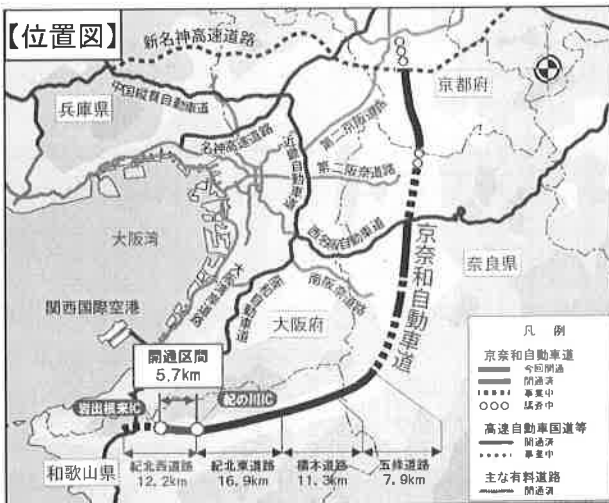 【位置図】
新名神高速道路
京都府
兵庫県
中国縦貫自動車道
名神高速道路
近畿自動車道
第二京阪道路
第二阪奈道路
西名阪自動車道
京奈和自動車道
奈良県
大阪湾
南阪奈道路
大阪府
関西国際空港
開通区間
5.7km
岩出根来IC
紀の川IC
和歌山県
紀北西道路
12.2km
紀北東道路
16.9km
橋本道路
11.3km
五條道路
7.9km
凡 例
京奈和自動車道
今回開通
開通済
事業中
調査中
高速自動車国道等
開通済
事業中
主な有料道路
開通済